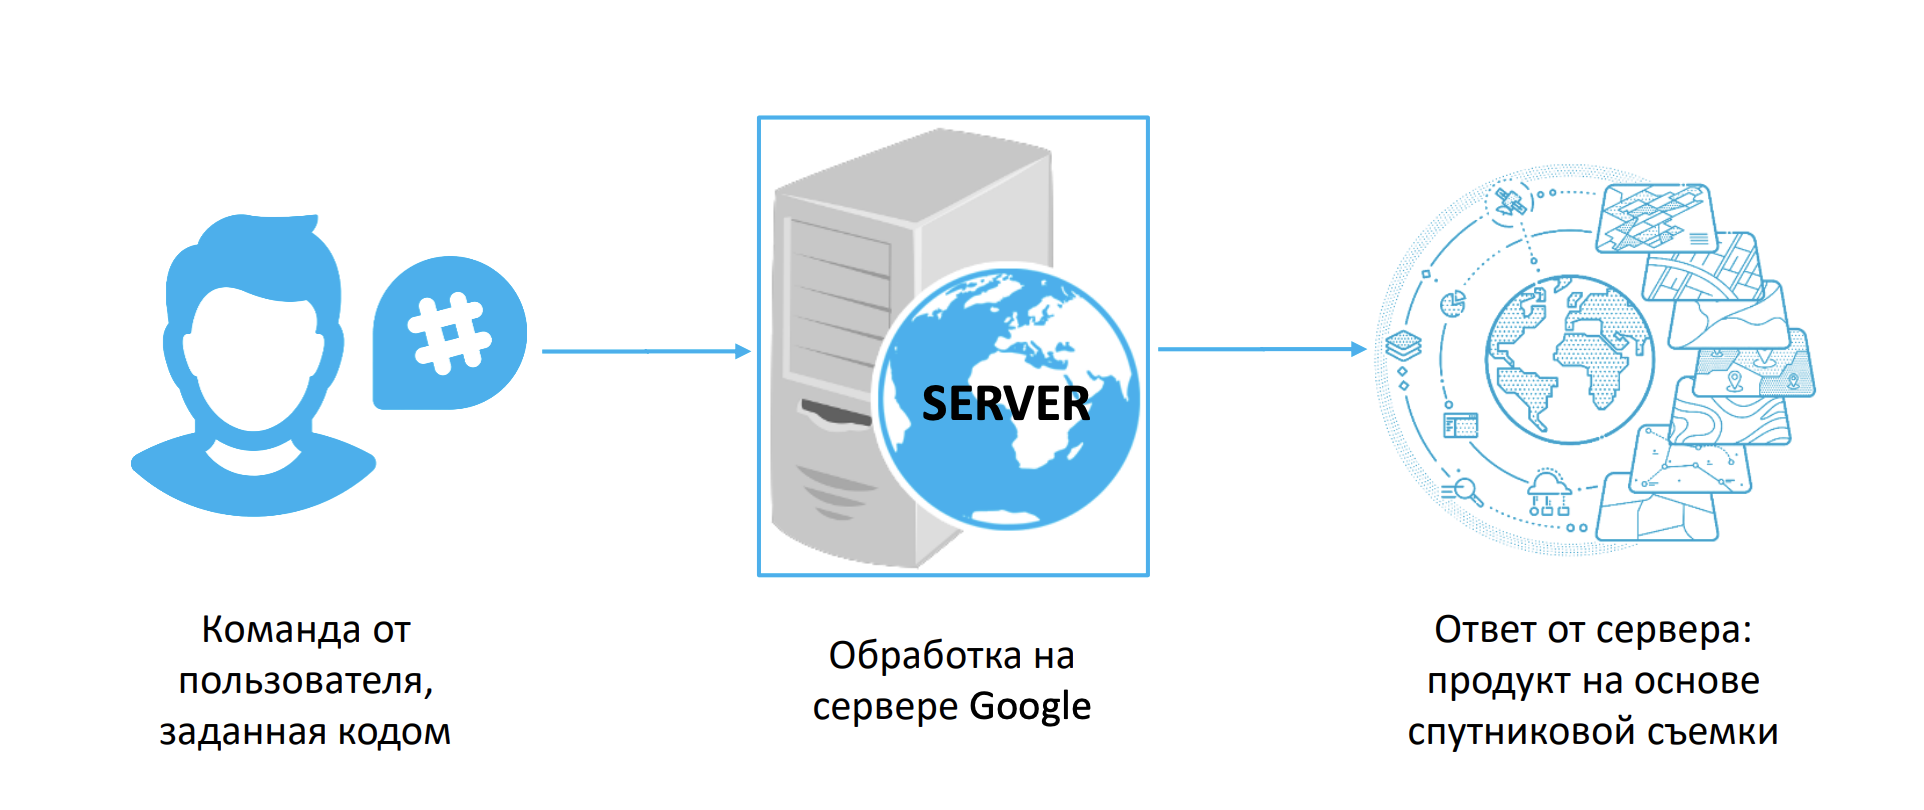 SERVER
Команда от
пользователя,
заданная кодом
Обработка на
сервере Google
Ответ от сервера:
продукт на основе
спутниковой съемки